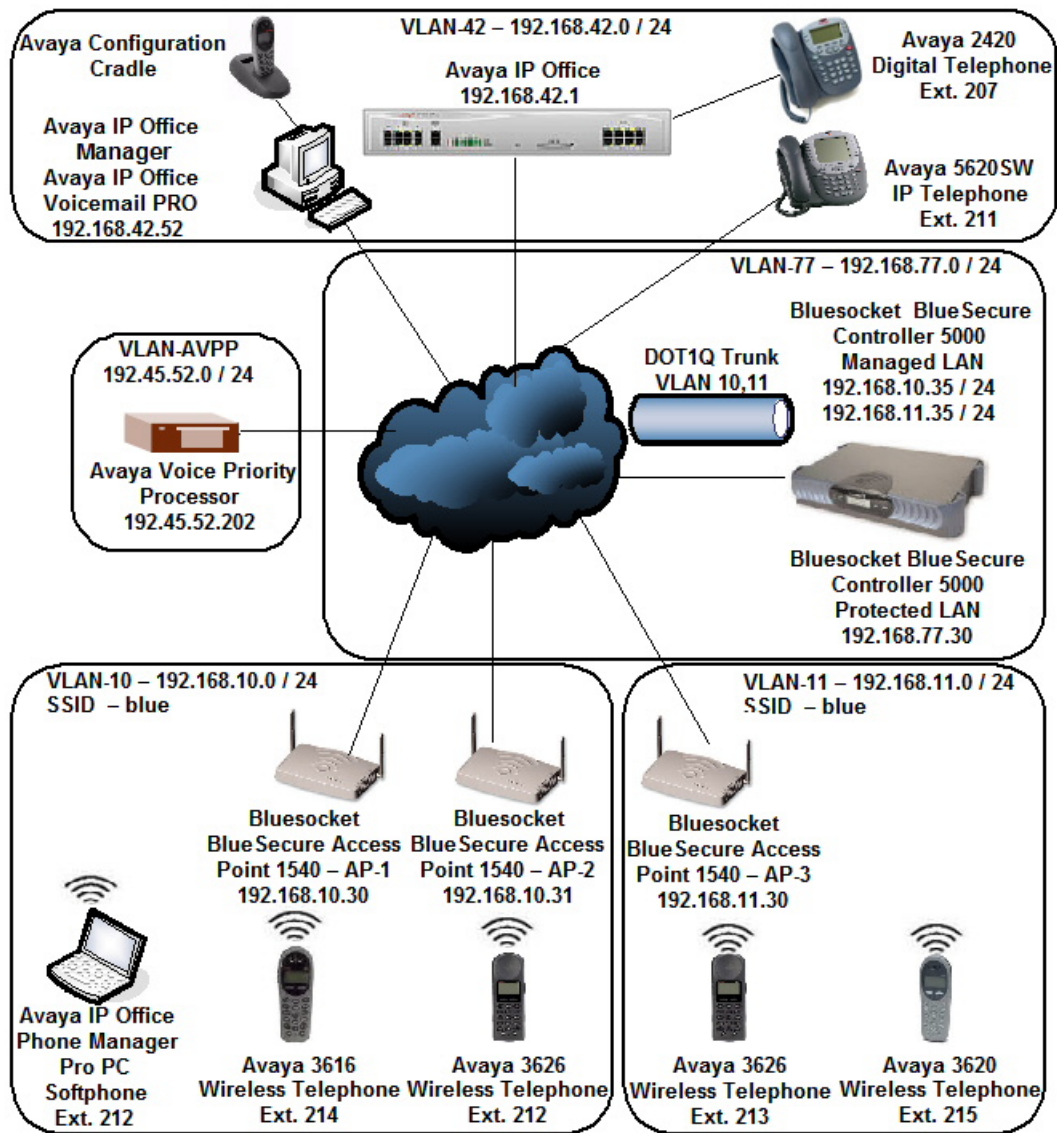 VLAN-42 – 192.168.42.0 / 24
Avaya Configuration
Cradle
Avaya IP Office
192.168.42.1
Avaya 2420
Digital Telephone
Ext. 207
Avaya IP Office
Manager
Avaya IP Office
Voicemail PRO
192.168.42.52
Avaya 5620SW
IP Telephone
Ext. 211
VLAN-77 – 192.168.77.0 / 24
Bluesocket BlueSecure
Controller 5000
Managed LAN
192.168.10.35 / 24
192.168.11.35 / 24
DOT1Q Trunk
VLAN 10,11
VLAN-AVPP
192.45.52.0 / 24
Avaya Voice Priority
Processor
192.45.52.202
Bluesocket BlueSecure
Controller 5000
Protected LAN
192.168.77.30
VLAN-10 – 192.168.10.0 / 24
SSID – blue
VLAN-11 – 192.168.11.0 / 24
SSID – blue
Bluesocket
BlueSecure Access
Point 1540 – AP-1
192.168.10.30
Bluesocket
BlueSecure Access
Point 1540 – AP-2
192.168.10.31
Bluesocket
BlueSecure Access
Point 1540 – AP-3
192.168.11.30
Avaya IP Office
Phone Manager
Pro PC
Softphone
Ext. 212
Avaya 3616
Wireless Telephone
Ext. 214
Avaya 3626
Wireless Telephone
Ext. 212
Avaya 3626
Wireless Telephone
Ext. 213
Avaya 3620
Wireless Telephone
Ext. 215